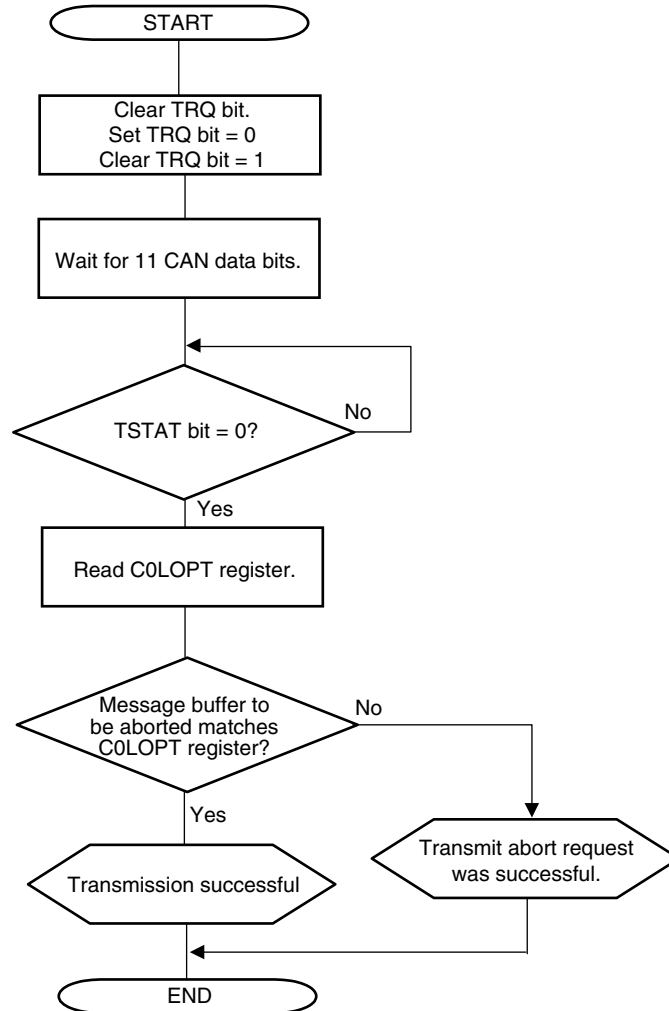 START
Clear TRQ bit.
Set TRQ bit = 0
Clear TRQ bit = 1
Wait for 11 CAN data bits.
TSTAT bit = 0?
No
Yes
Read C0LOPT register.
Message buffer to
be aborted matches
C0LOPT register?
No
Yes
Transmission successful
Transmit abort request
was successful.
END